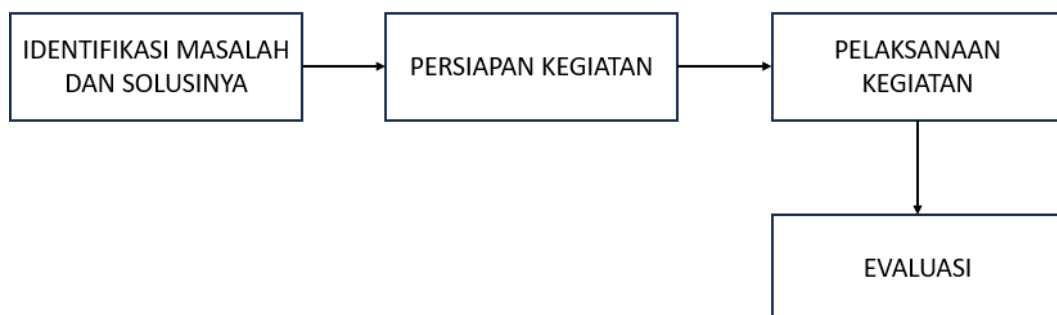 IDENTIFIKASI MASALAH
DAN SOLUSINYA
PERSIAPAN KEGIATAN
PELAKSANAAN
KEGIATAN
EVALUASI